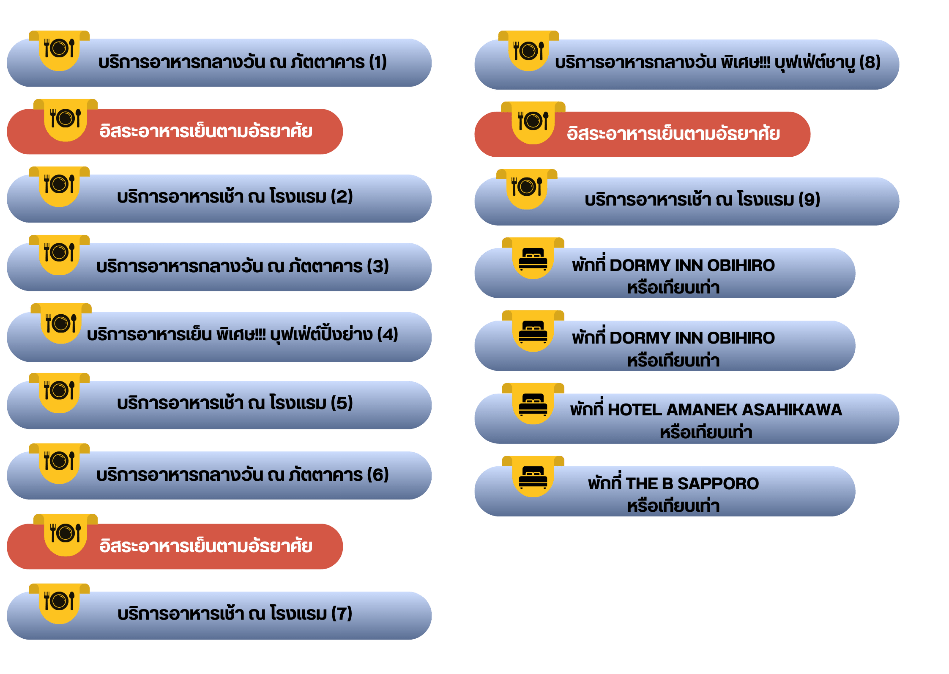 บริการอาหารกลางวัน ณ ภัตตาคาร (1)
อิสระอาหารเย็นตามอัธยาศัย
บริการอาหารเช้า ณ โรงแรม (2)
บริการอาหารกลางวัน ณ ภัตตาคาร (3)
บริการอาหารเย็น พิเศษ!!! บุฟเฟ่ต์ปิ้งย่าง (4)
บริการอาหารเช้า ณ โรงแรม (5)
บริการอาหารกลางวัน ณ ภัตตาคาร (6)
อิสระอาหารเย็นตามอัธยาศัย
บริการอาหารเช้า ณ โรงแรม (7)
บริการอาหารกลางวัน พิเศษ!!! บุฟเฟ่ต์ชาบู (8)
อิสระอาหารเย็นตามอัธยาศัย
บริการอาหารเช้า ณ โรงแรม (9)
พักที่ DORMY INN OBIHIRO
หรือเทียบเท่า
พักที่ DORMY INN OBIHIRO
หรือเทียบเท่า
พักที่ HOTEL AMANEK ASAHIKAWA
หรือเทียบเท่า
พักที่ THE B SAPPORO
หรือเทียบเท่า